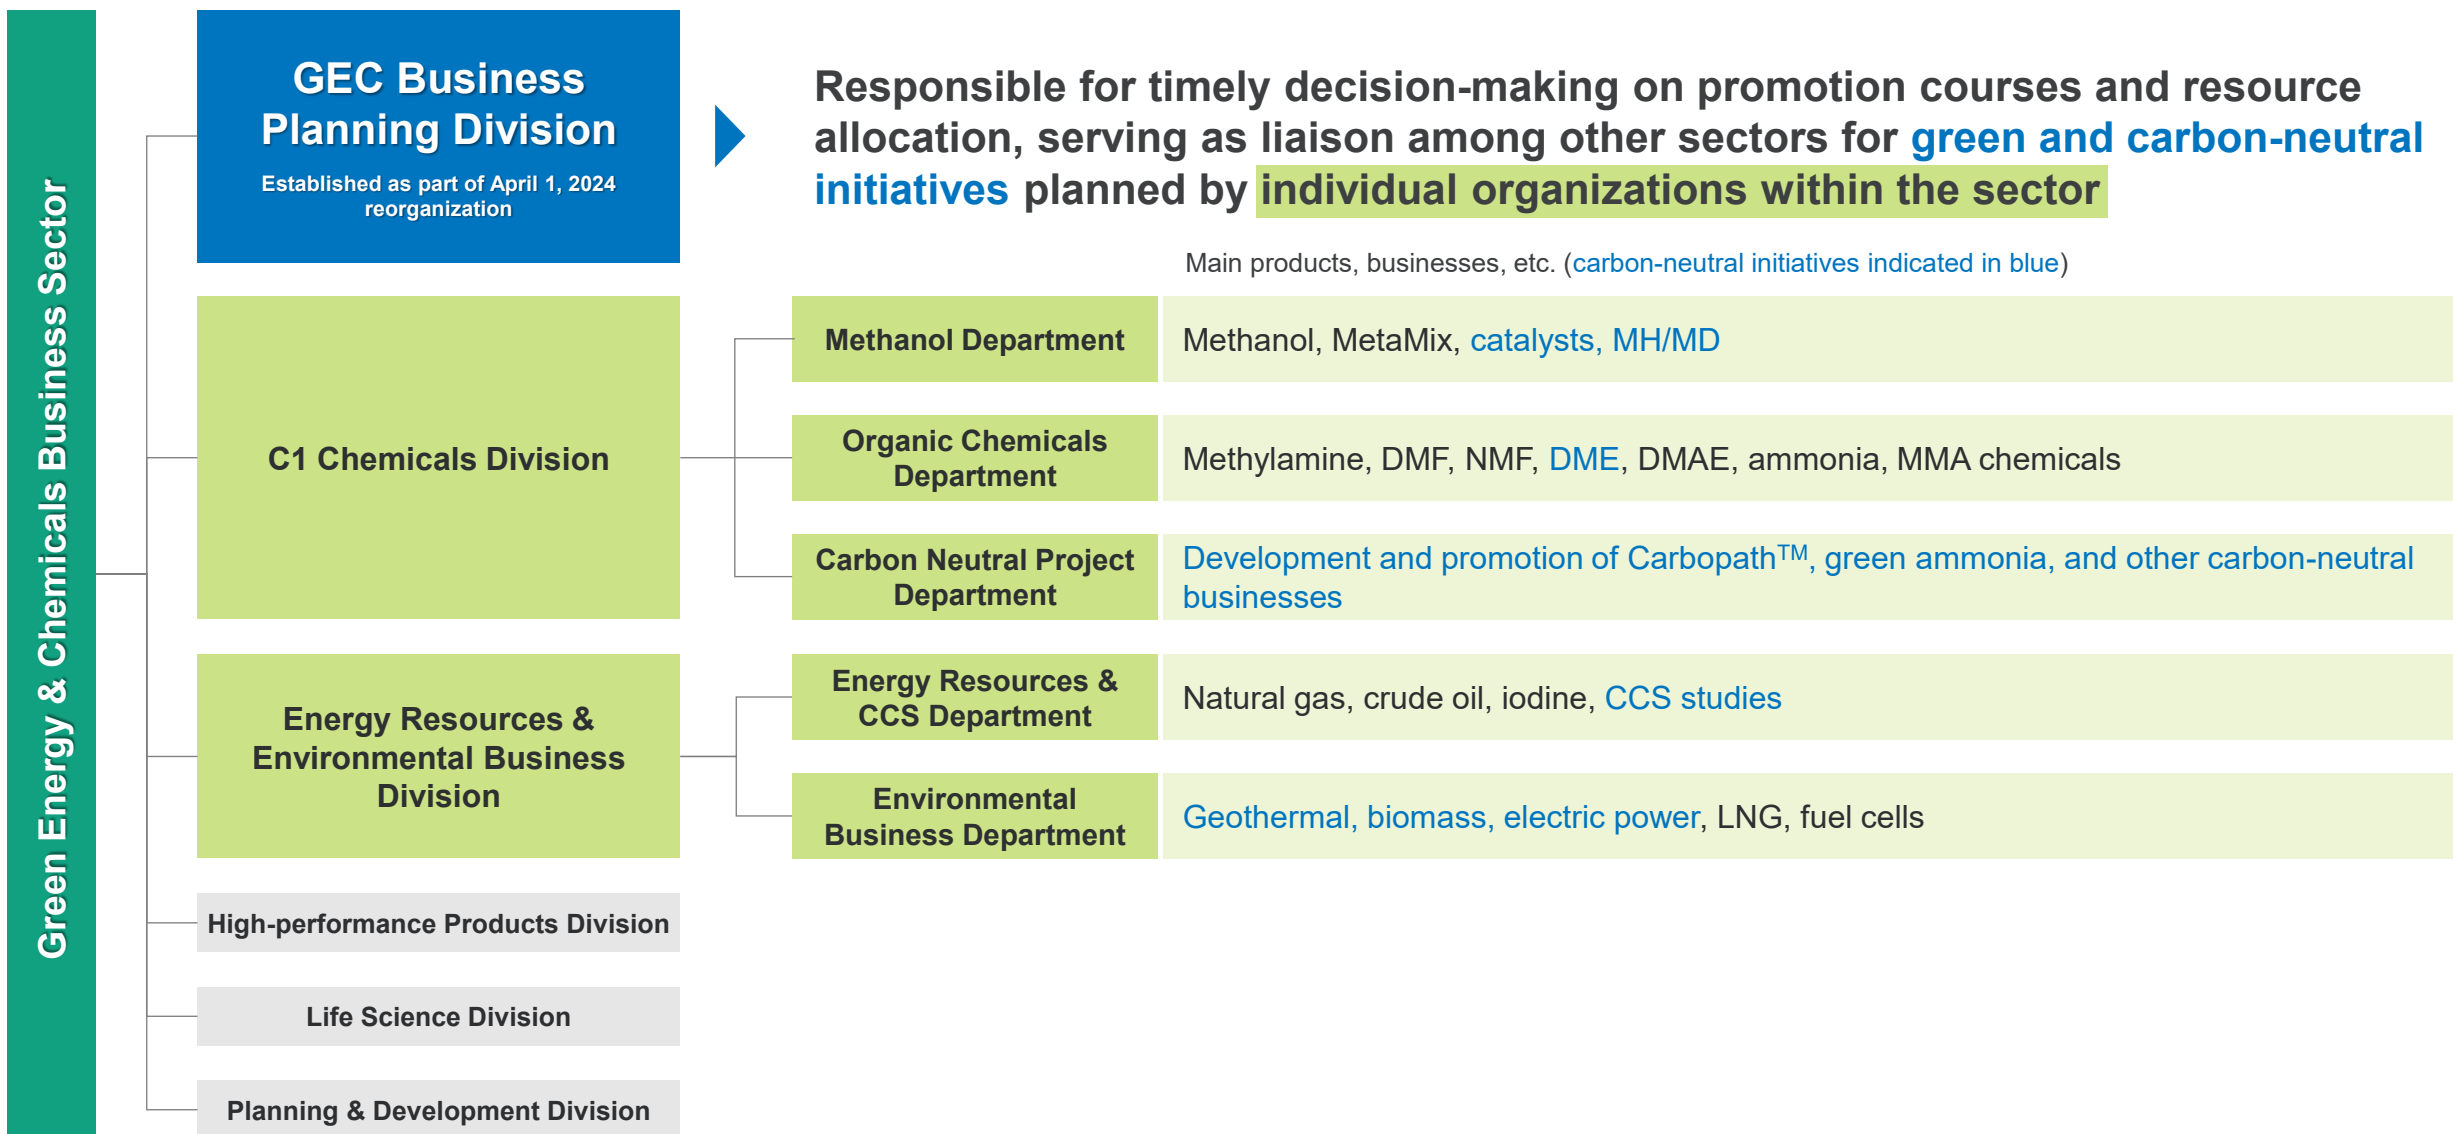 Green Energy & Chemicals Business Sector
GEC Business
Planning Division
Established as part of April 1, 2024
reorganization
Responsible for timely decision-making on promotion courses and resource
allocation, serving as liaison among other sectors for green and carbon-neutral
initiatives planned by individual organizations within the sector
Main products, businesses, etc. (carbon-neutral initiatives indicated in blue)
C1 Chemicals Division
Methanol Department
Methanol, MetaMix, catalysts, MH/MD
Organic Chemicals
Department
Methylamine, DMF, NMF, DME, DMAE, ammonia, MMA chemicals
Carbon Neutral Project
Department
Development and promotion of Carbopath™, green ammonia, and other carbon-neutral
businesses
Energy Resources &
Environmental Business
Division
Energy Resources &
CCS Department
Natural gas, crude oil, iodine, CCS studies
Environmental
Business Department
Geothermal, biomass, electric power, LNG, fuel cells
High-performance Products Division
Life Science Division
Planning & Development Division